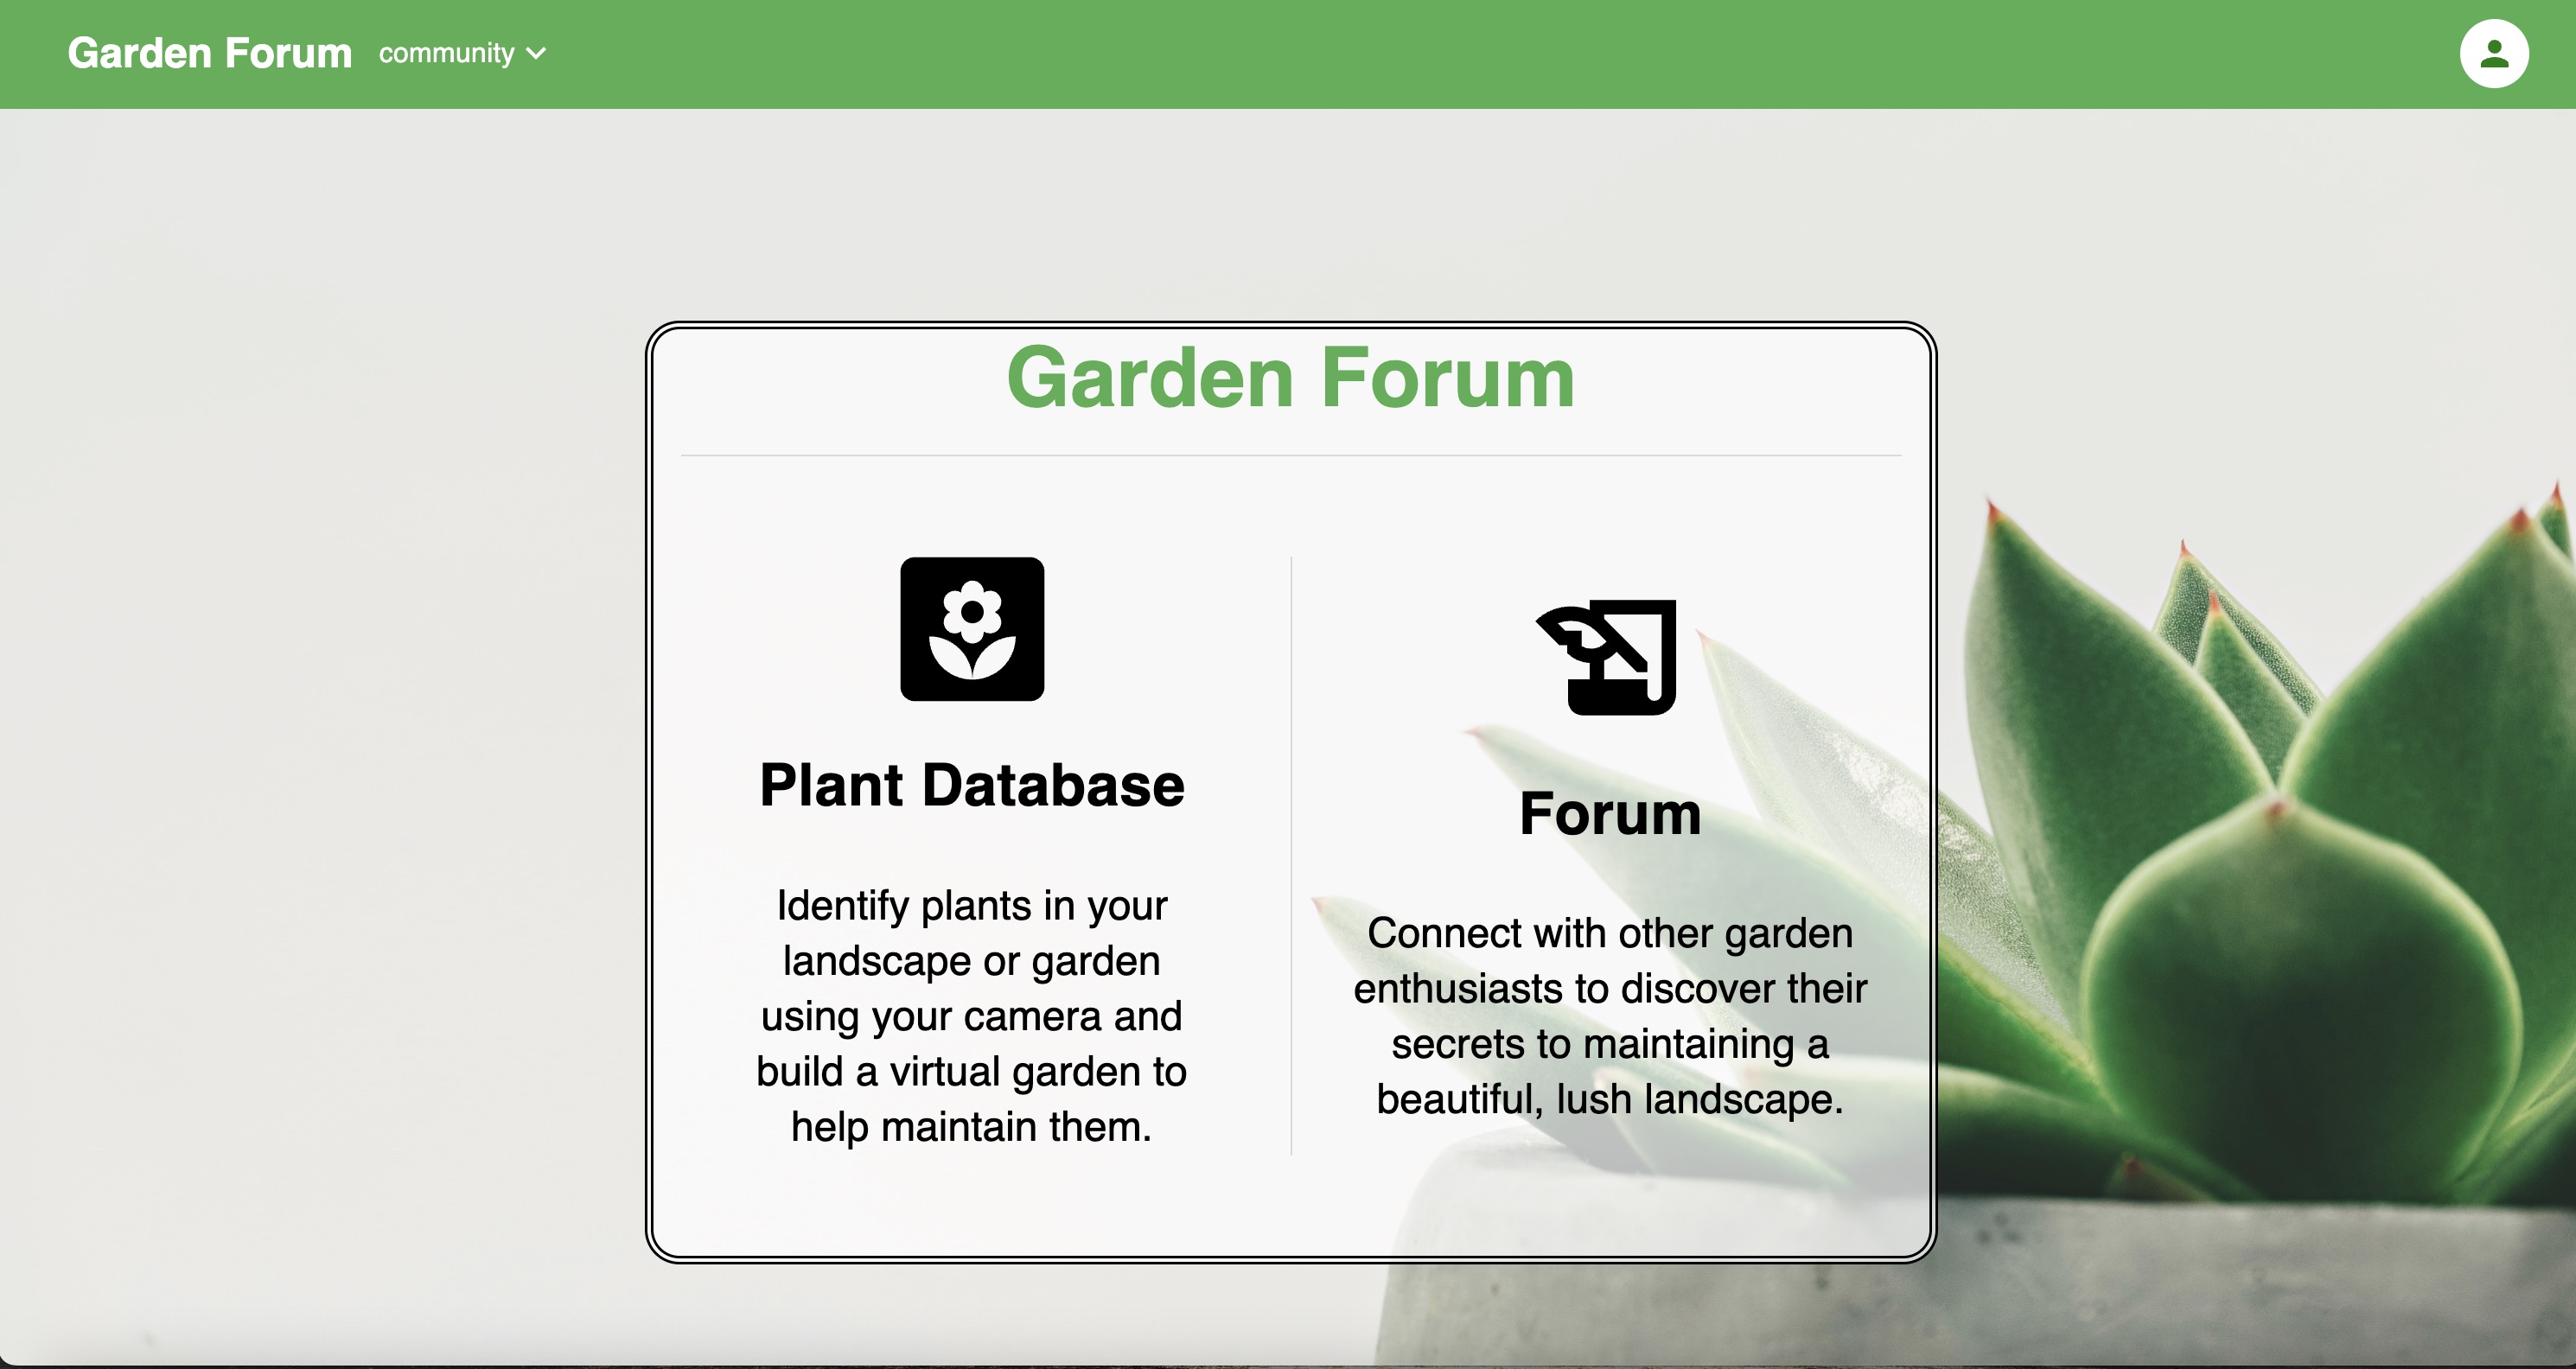 Garden Forum community
Garden Forum
Plant Database
Identify plants in your
landscape or garden
using your camera and
build a virtual garden to
help maintain them.
Forum
Connect with other garden
enthusiasts to discover their
secrets to maintaining a
beautiful, lush landscape.